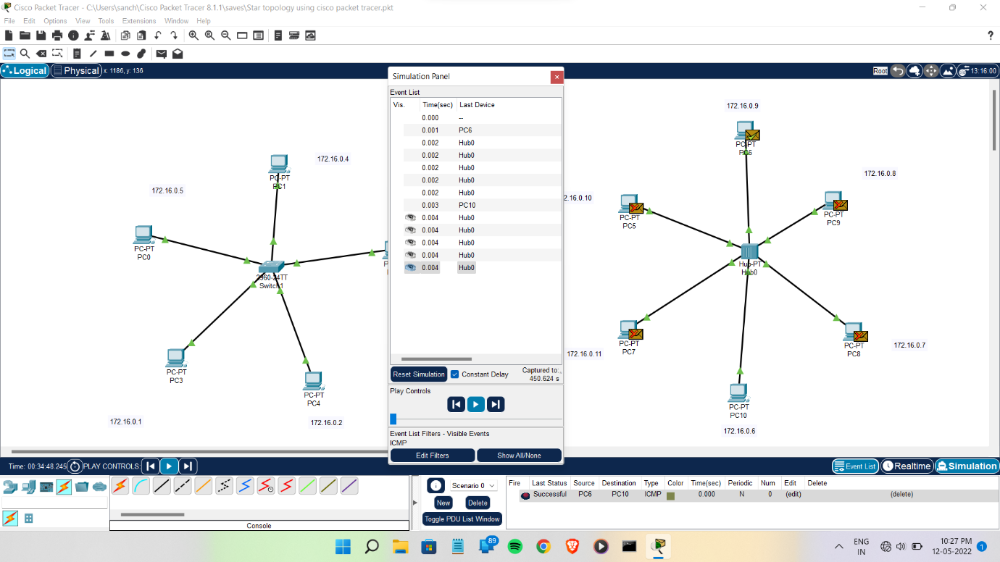 Cisco Packet Tracer - C:\Users\sanch\Cisco Packet Tracer 8.1.1\saves\Star topology using cisco packet tracer.pkt
File Edit Options View Tools Extensions Window Help
?
Logical Physical x: 1186, y: 136
Root 13:16:00
172.16.0.5
172.16.0.4
PC-PT
PC1
PC-PT
PC0
2960-24TT
Switch1
PC-PT
PC3
PC-PT
PC4
172.16.0.1
172.16.0.2
Simulation Panel
Event List
Vis. Time(sec) Last Device
0.000 --
0.001 PC6
0.002 Hub0
0.002 Hub0
0.002 Hub0
0.002 Hub0
0.002 Hub0
0.003 PC10
0.004 Hub0
0.004 Hub0
0.004 Hub0
0.004 Hub0
0.004 Hub0
Reset Simulation Constant Delay Captured to:
450.624 s
Play Controls
Event List Filters - Visible Events
ICMP
Edit Filters Show All/None
172.16.0.9
PC-PT
PC6
172.16.0.8
2.16.0.10
PC-PT
PC5
PC-PT
PC9
Hub-PT
Hub0
PC-PT
PC7
172.16.0.11
PC-PT
PC8
172.16.0.7
PC-PT
PC10
172.16.0.6
Time: 00:34:48.245 PLAY CONTROLS: Event List Realtime Simulation
Console
Scenario 0
New Delete
Toggle PDU List Window
Fire Last Status Source Destination Type Color Time(sec) Periodic Num Edit Delete
Successful PC6 PC10 ICMP 0.000 N 0 (edit) (delete)
89
ENG
IN
10:27 PM
12-05-2022
1